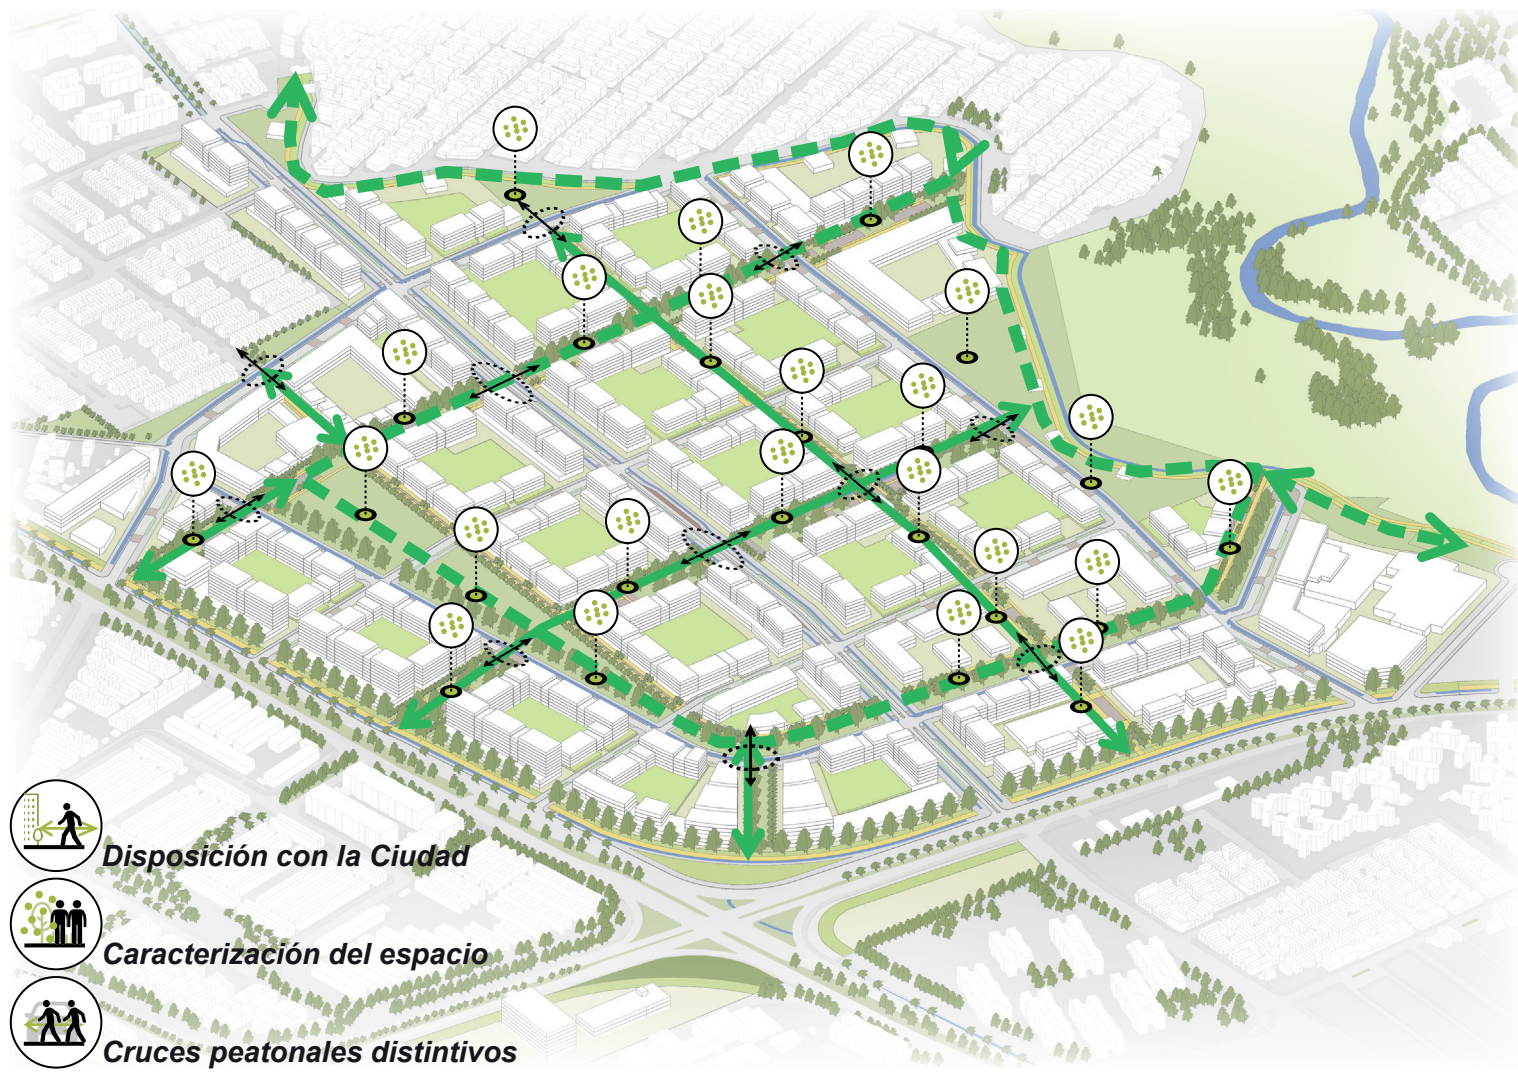 Disposición con la Ciudad
Caracterización del espacio
Cruces peatonales distintivos